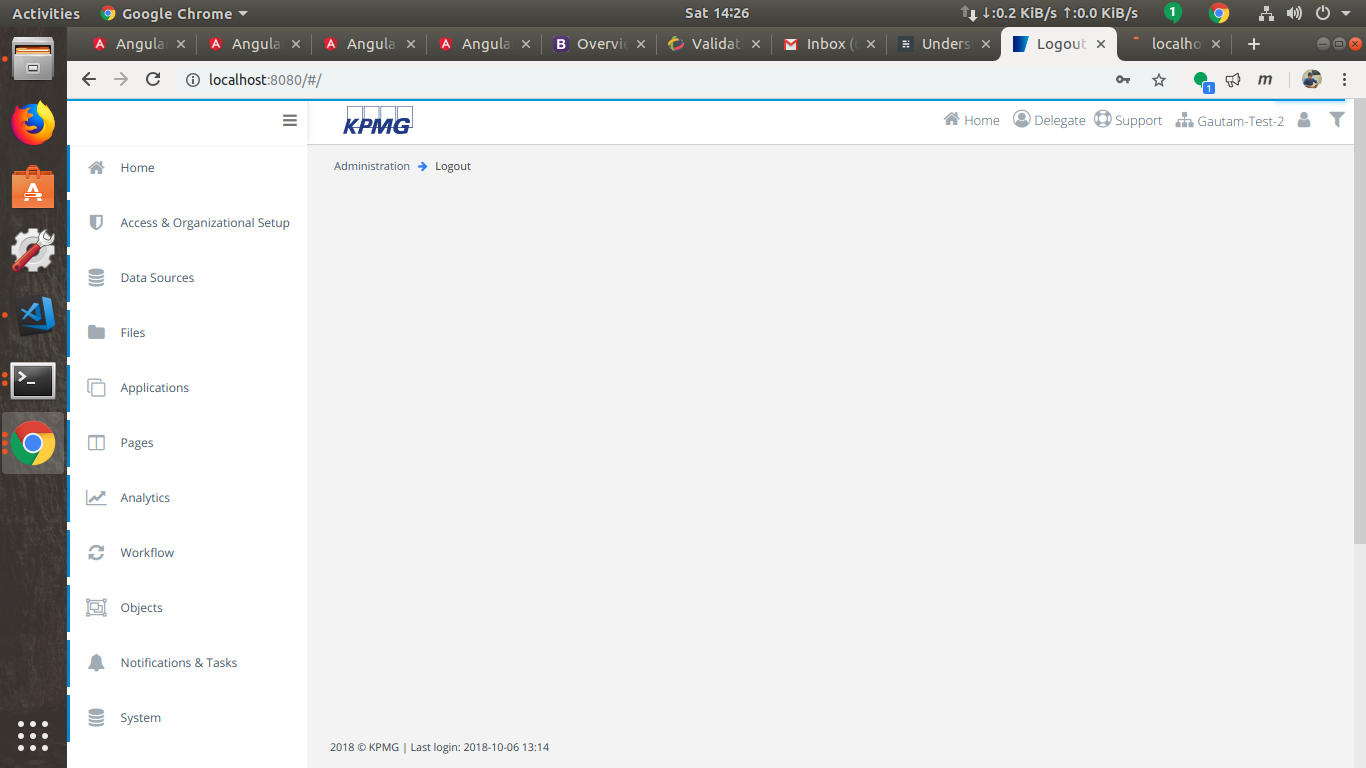 Activities Google Chrome Sat 14:26 ↓:0.2 KiB/s ↑:0.0 KiB/s 1
Angula Angula Angula Angula B Overvi Validat Inbox ( Unders Logout localho
localhost:8080/#/ 1 m
KPMG Home Delegate Support Gautam-Test-2
Administration Logout
Home
Access & Organizational Setup
Data Sources
Files
Applications
Pages
Analytics
Workflow
Objects
Notifications & Tasks
System
2018 © KPMG | Last login: 2018-10-06 13:14